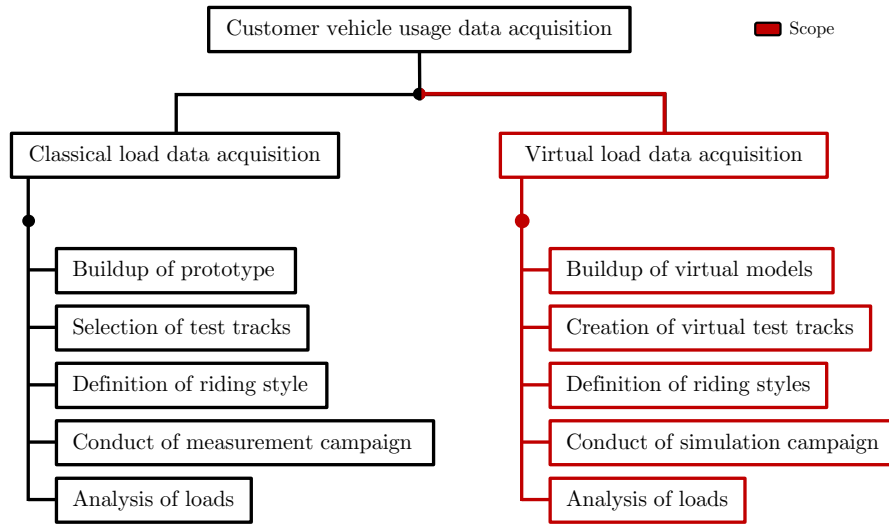 Customer vehicle usage data acquisition
Scope
Classical load data acquisition
Buildup of prototype
Selection of test tracks
Definition of riding style
Conduct of measurement campaign
Analysis of loads
Virtual load data acquisition
Buildup of virtual models
Creation of virtual test tracks
Definition of riding styles
Conduct of simulation campaign
Analysis of loads